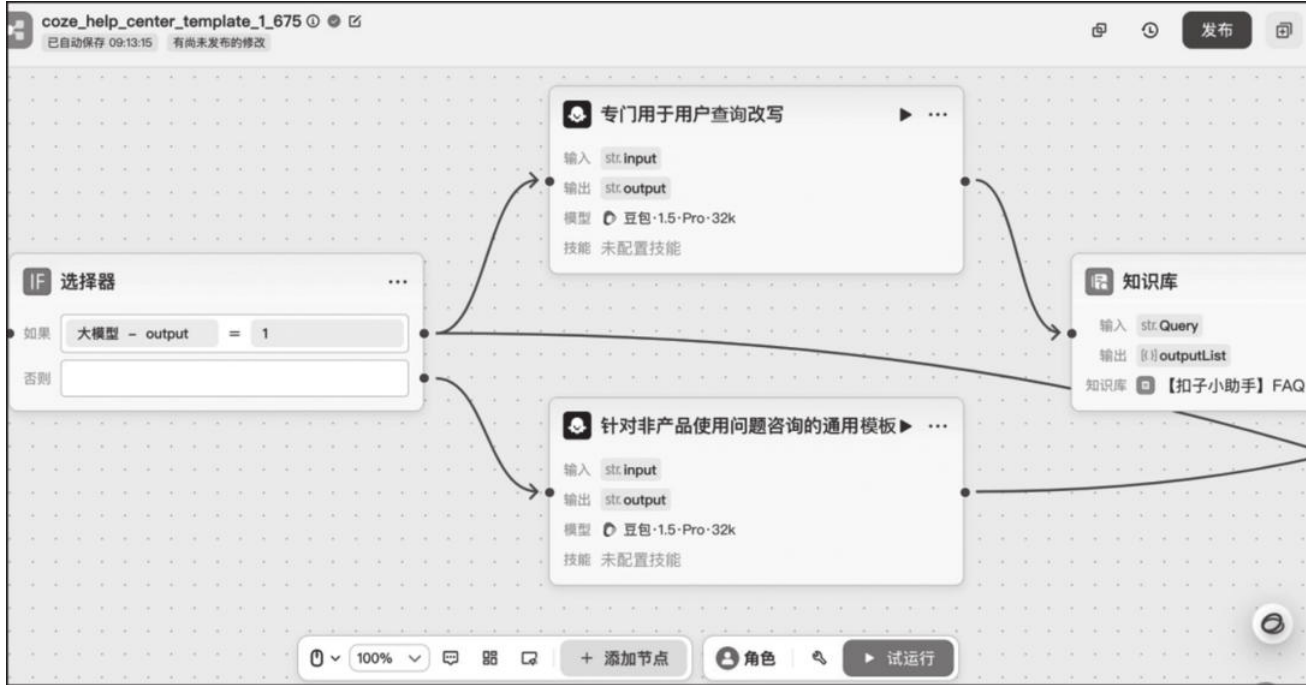 coze_help_center_template_1_675
已自动保存 09:13:15 有尚未发布的修改
发布
专门用于用户查询改写
输入 str. input
输出 str. output
模型 豆包·1.5·Pro·32k
技能 未配置技能
IF 选择器
如果 大模型 - output = 1
否则
知识库
输入 str. Query
输出 outputList
知识库 【扣子小助手】FAQ
针对非产品使用问题咨询的通用模板
输入 str. input
输出 str. output
模型 豆包·1.5·Pro·32k
技能 未配置技能
100% + 添加节点 角色 试运行